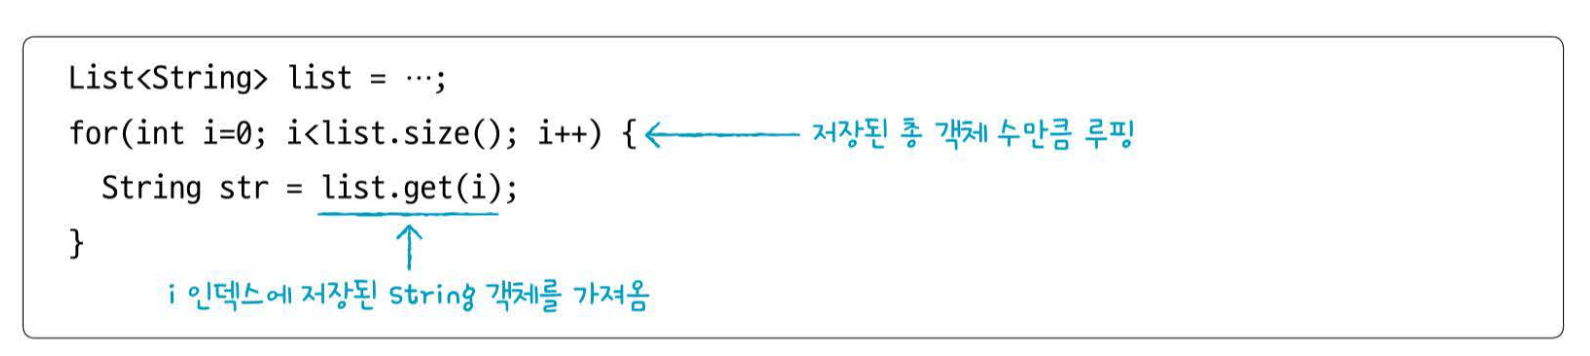 List<String> list = …;
for(int i=0; i<list.size(); i++) { 저장된 총 객체 수만큼 루핑
String str = list.get(i);
}
i 인덱스에 저장된 string 객체를 가져옴